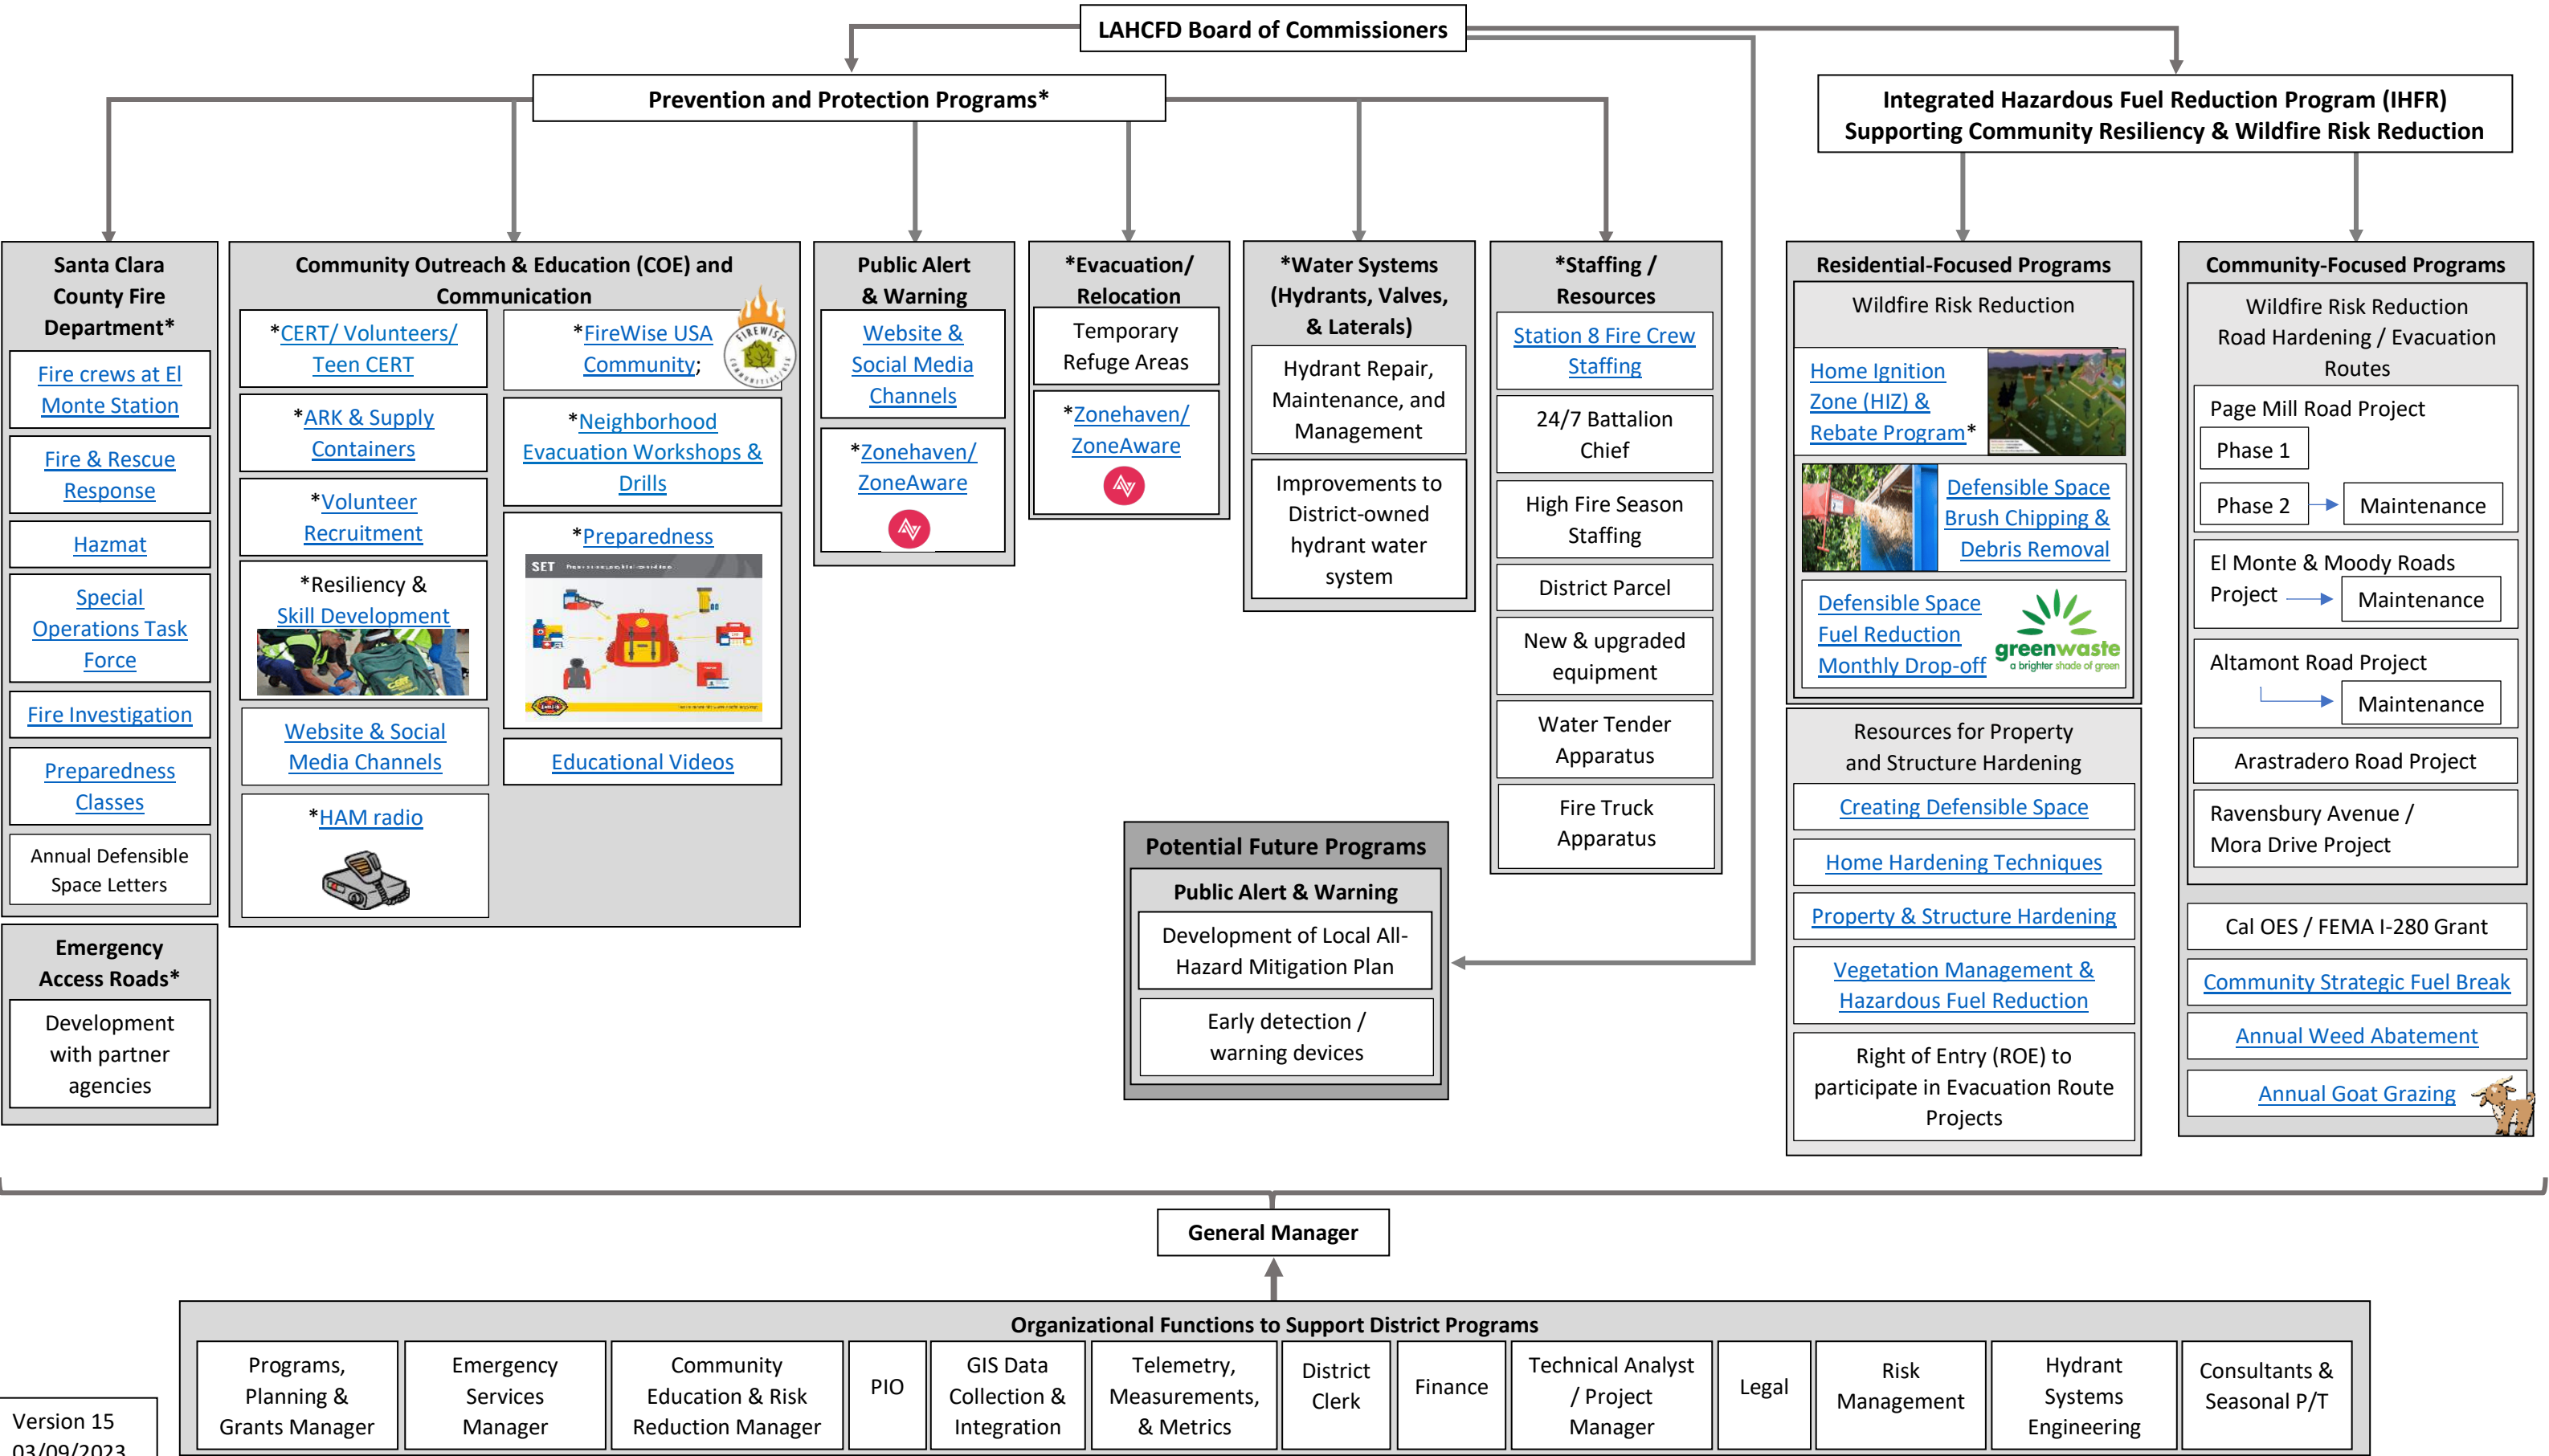 LAHCFD Board of Commissioners
Prevention and Protection Programs*
Integrated Hazardous Fuel Reduction Program (IHFR)
Supporting Community Resiliency & Wildfire Risk Reduction
Santa Clara
County Fire
Department*
Fire crews at El
Monte Station
Fire & Rescue
Response
Hazmat
Special
Operations Task
Force
Fire Investigation
Preparedness
Classes
Annual Defensible
Space Letters
Emergency
Access Roads*
Development
with partner
agencies
Community Outreach & Education (COE) and
Communication
*CERT/ Volunteers/
Teen CERT
*ARK & Supply
Containers
*Volunteer
Recruitment
*Resiliency &
Skill Development
Website & Social
Media Channels
*HAM radio
*FireWise USA
Community;
FIREWISE
COMMUNITIES/USA
*Neighborhood
Evacuation Workshops &
Drills
*Preparedness
SET
Educational Videos
Public Alert
& Warning
Website &
Social Media
Channels
*Zonehaven/
ZoneAware
*Evacuation/
Relocation
Temporary
Refuge Areas
*Zonehaven/
ZoneAware
*Water Systems
(Hydrants, Valves,
& Laterals)
Hydrant Repair,
Maintenance, and
Management
Improvements to
District-owned
hydrant water
system
*Staffing /
Resources
Station 8 Fire Crew
Staffing
24/7 Battalion
Chief
High Fire Season
Staffing
District Parcel
New & upgraded
equipment
Water Tender
Apparatus
Fire Truck
Apparatus
Potential Future Programs
Public Alert & Warning
Development of Local All-
Hazard Mitigation Plan
Early detection /
warning devices
Residential-Focused Programs
Wildfire Risk Reduction
Home Ignition
Zone (HIZ) &
Rebate Program*
Defensible Space
Brush Chipping &
Debris Removal
Defensible Space
Fuel Reduction
Monthly Drop-off
greenwaste
a brighter shade of green
Resources for Property
and Structure Hardening
Creating Defensible Space
Home Hardening Techniques
Property & Structure Hardening
Vegetation Management &
Hazardous Fuel Reduction
Right of Entry (ROE) to
participate in Evacuation Route
Projects
Community-Focused Programs
Wildfire Risk Reduction
Road Hardening / Evacuation
Routes
Page Mill Road Project
Phase 1
Phase 2
Maintenance
El Monte & Moody Roads
Project
Maintenance
Altamont Road Project
Maintenance
Arastradero Road Project
Ravensbury Avenue /
Mora Drive Project
Cal OES / FEMA I-280 Grant
Community Strategic Fuel Break
Annual Weed Abatement
Annual Goat Grazing
General Manager
Organizational Functions to Support District Programs
Programs,
Planning &
Grants Manager
Emergency
Services
Manager
Community
Education & Risk
Reduction Manager
PIO
GIS Data
Collection &
Integration
Telemetry,
Measurements,
& Metrics
District
Clerk
Finance
Technical Analyst
/ Project
Manager
Legal
Risk
Management
Hydrant
Systems
Engineering
Consultants &
Seasonal P/T
Version 15
03/09/2023